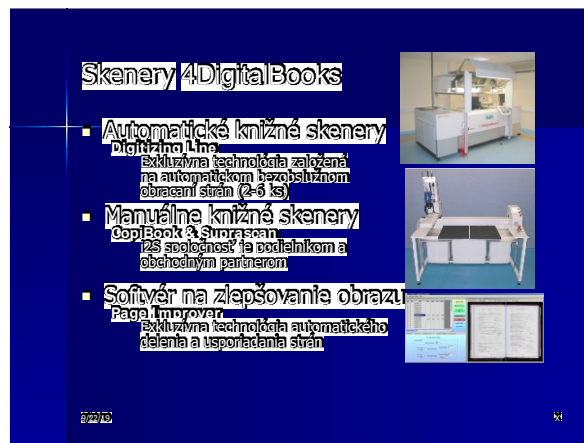 Skenery 4DigitalBooks
Automatické knižné skenery
Digitizing Line
Exkluzívna technológia založená
na automatickom bezobslužnom
obracaní strán (2-6 ks)
Manuálne knižné skenery
CopiBook & Suprascan
I2S spoločnosť je podielnikom a
obchodným partnerom
Softvér na zlepšovanie obrazu
Page Improver
Exkluzívna technológia automatického
delenia a usporiadania strán